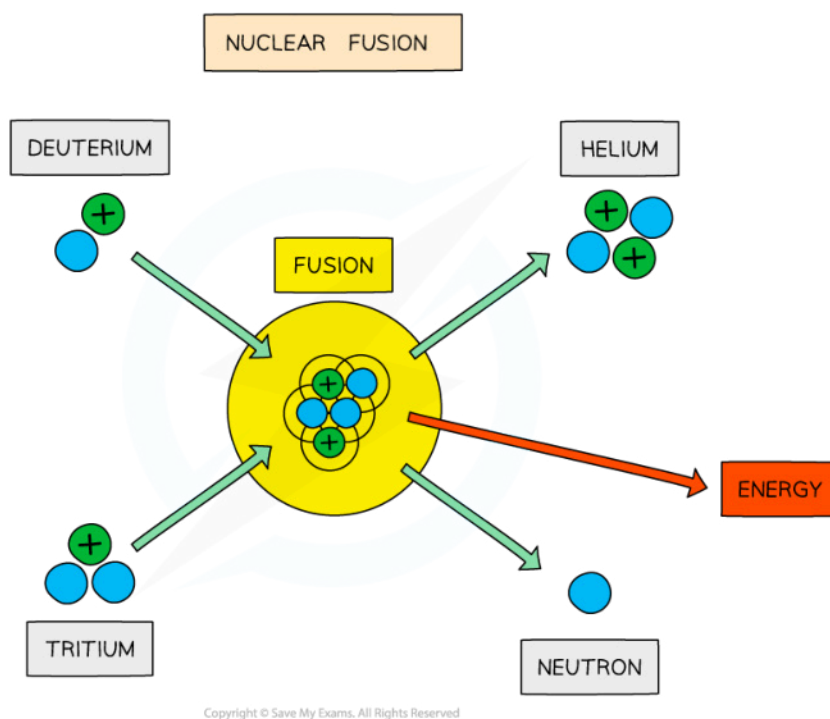 NUCLEAR FUSION
DEUTERIUM
HELIUM
FUSION
ENERGY
TRITIUM
NEUTRON
Copyright © Save My Exams. All Rights Reserved